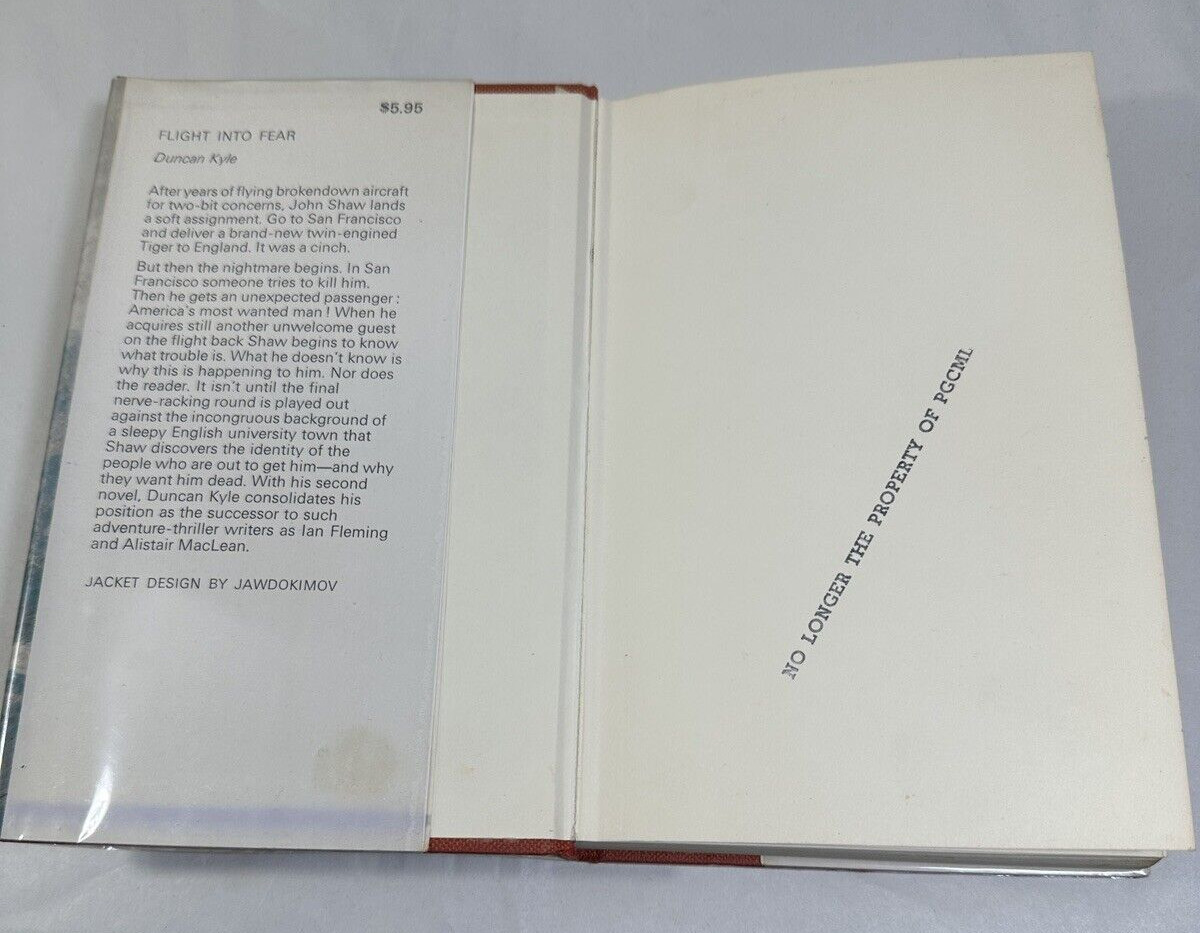 $5.95
FLIGHT INTO FEAR
Duncan Kyle
After years of flying brokendown aircraft
for two-bit concerns, John Shaw lands
a soft assignment. Go to San Francisco
and deliver a brand-new twin-engined
Tiger to England. It was a cinch.
But then the nightmare begins. In San
Francisco someone tries to kill him.
Then he gets an unexpected passenger:
America's most wanted man! When he
acquires still another unwelcome guest
on the flight back Shaw begins to know
what trouble is. What he doesn't know is
why this is happening to him. Nor does
the reader. It isn't until the final
nerve-racking round is played out
against the incongruous background of
a sleepy English university town that
Shaw discovers the identity of the
people who are out to get him—and why
they want him dead. With his second
novel, Duncan Kyle consolidates his
position as the successor to such
adventure-thriller writers as Ian Fleming
and Alistair MacLean.
JACKET DESIGN BY JAWDOKIMOV
NO LONGER THE PROPERTY OF PGCML